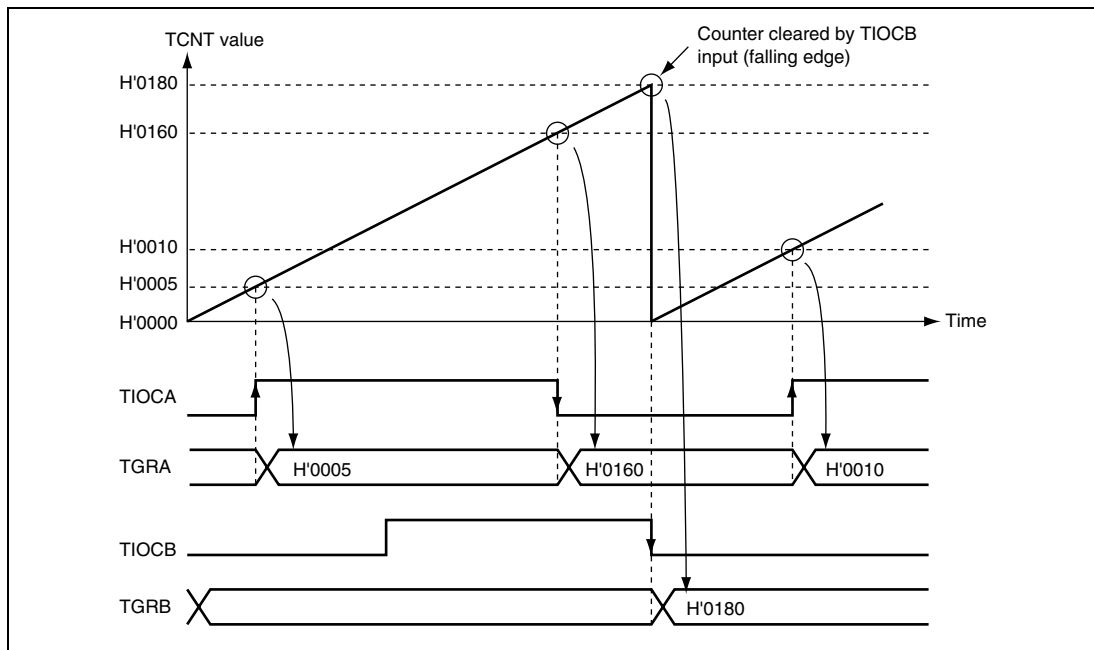 Counter cleared by TIOCB
input (falling edge)
TCNT value
H'0180
H'0160
H'0010
H'0005
H'0000
Time
TIOCA
TGRA
H'0005
H'0160
H'0010
TIOCB
TGRB
H'0180